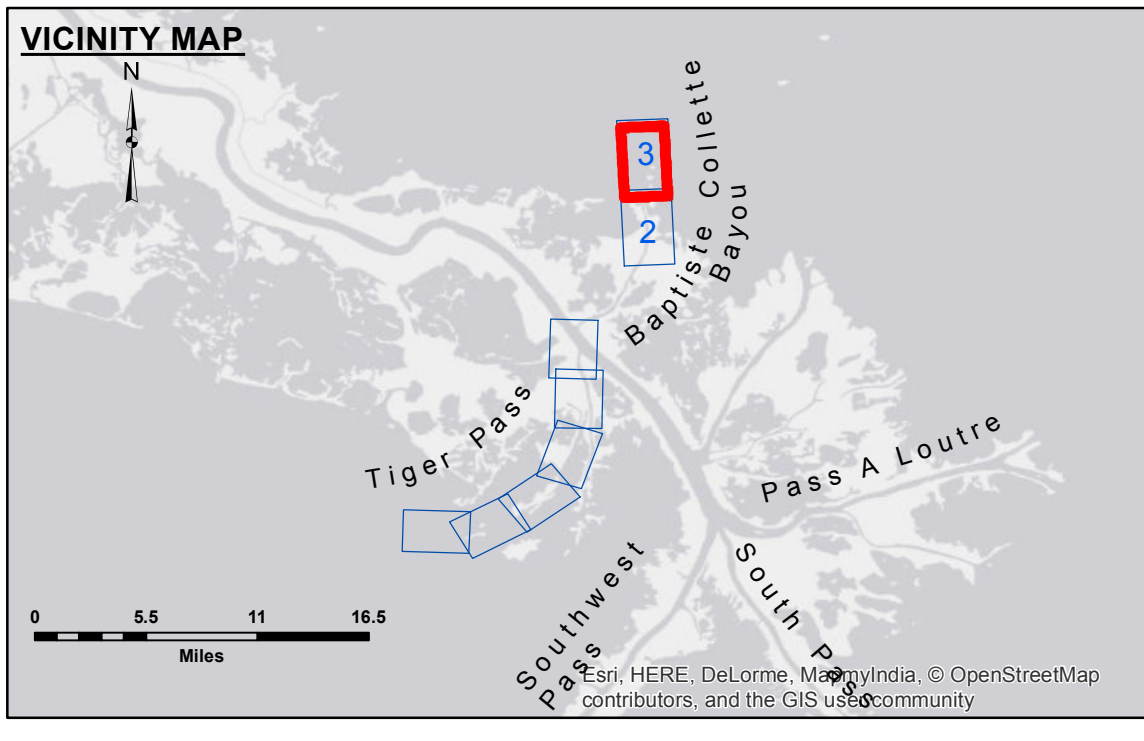 VICINITY MAP
N
3
2
Baptiste Collette
Bayou
Tiger Pass
Pass A Loutre
Southwest
Pass
South Pass
0 5.5 11 16.5
Miles
Esri, HERE, DeLorme, MapmyIndia, © OpenStreetMap
contributors, and the GIS user community